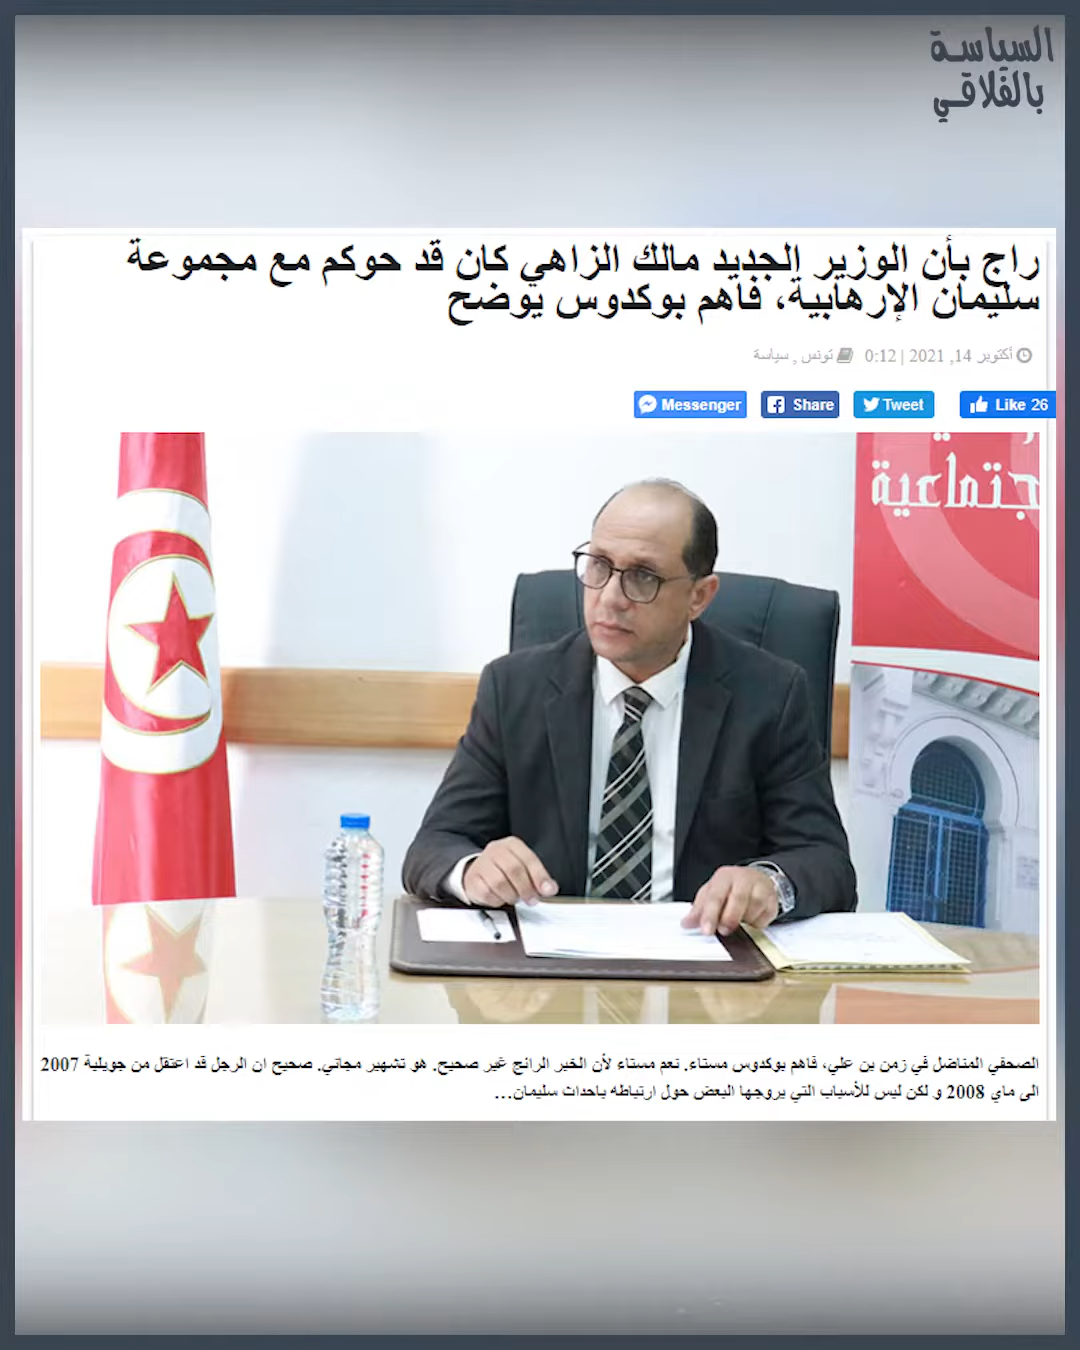 السياسة
بالفلاقي
راج بأن الوزير الجديد مالك الزاهي كان قد حوكم مع مجموعة
سليمان الإرهابية، فاهم بوكدوس يوضح
أكتوبر 14, 2021 | 0:12 تونس , سياسة
Messenger Share Tweet Like 26
جتماعية
الصحفي المناضل في زمن بن علي، فاهم بوكدوس مستاء. نعم مستاء لأن الخبر الرائج غير صحيح. هو تشهير مجاني. صحيح ان الرجل قد اعتقل من جويلية 2007
الى ماي 2008 و لكن ليس للأسباب التي يروجها البعض حول ارتباطه باحداث سليمان...